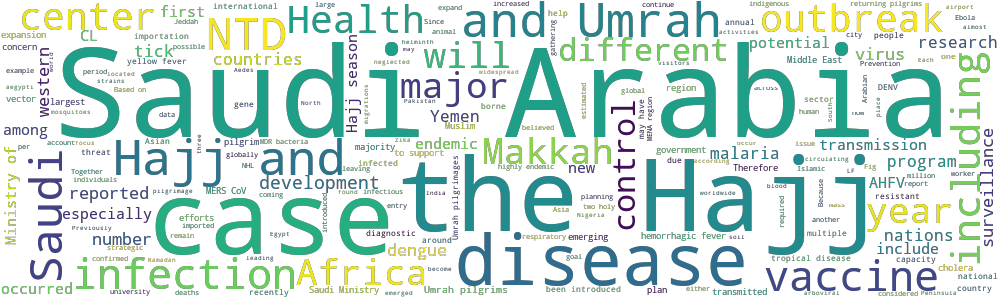 center
NTD
Health
and Umrah
outbreak
Saudi Arabia
will
different
tick
countries
major
virus
research
potential
Middle East
Yemen
Muslim
borne
endemic
Makkah
malaria
transmission
program
control
including
surveillance
western
among
Hajj season
Hajj and
the Hajj
development
reported
especially
number
Saudi
Ministry of
case
disease
year
nations
include
AHFV
vaccine
infection
Africa
dengue
occurred
first
international
importation
yellow fever
expansion
concern
CL
vector
largest
mosquitoes
Based on
period
located
strains
Aedes
aegypti
example
possible
Jeddah
large
increased
may
animal
Since
expand
help
continue
annual
activities
city
people
indigenous
returning pilgrims
airport
Ebola
almost
one
Prevention
each
DENV
Arabian
place
now
South
across
sector
human
global
region
estimated
gathering
widespread
visitors
neglected
migrations
Pakistan
North
gene
data
world
believed
may have
MENA region
government
due
according
occur
issue
circulating
Islamic
Fig
LF
Therefore
new
highly endemic
to support
majority
infected
leaving
infectious
found
MDR bacteria
NHL
globally
pilgrim
Asian
three
threat
account
focus
per
Together
individuals
pilgrimage
MERS CoV
coming
entry
introduced
India
Umrah pilgrimages
planning
two holy
Asia
Nigeria
worldwide
blood
required
Because
mass
another
multiple
million
report
worker
resistant
hemorrhagic fever
soil
emerging
respiratory
goal
been introduced
plan
either
transmitted
tropical disease
capacity
cholera
national
country
Peninsula
considered
arboviral
Umrah pilgrims
become
around
diagnostic
Egypt
leading
Saudi Ministry
emerged
recently
deaths
university
confirmed
Ramadan
strategic
remain
imported
efforts
Previously
Zika